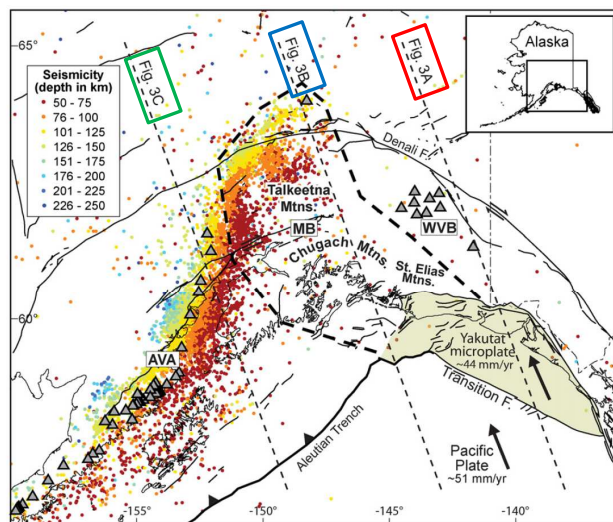 65°
Fig. 3C
Fig. 3B
Fig. 3A
Alaska
Seismicity
(depth in km)
50 - 75
76 - 100
101 - 125
126 - 150
151 - 175
176 - 200
201 - 225
226 - 250
Denali F.
Talkeetna
Mtns.
MB
WVB
Chugach Mtns.
St. Elias
Mtns.
60°
Yakutat
microplate
~44 mm/yr
AVA
Transition F.
Aleutian Trench
Pacific
Plate
~51 mm/yr
-155°
-150°
-145°
-140°